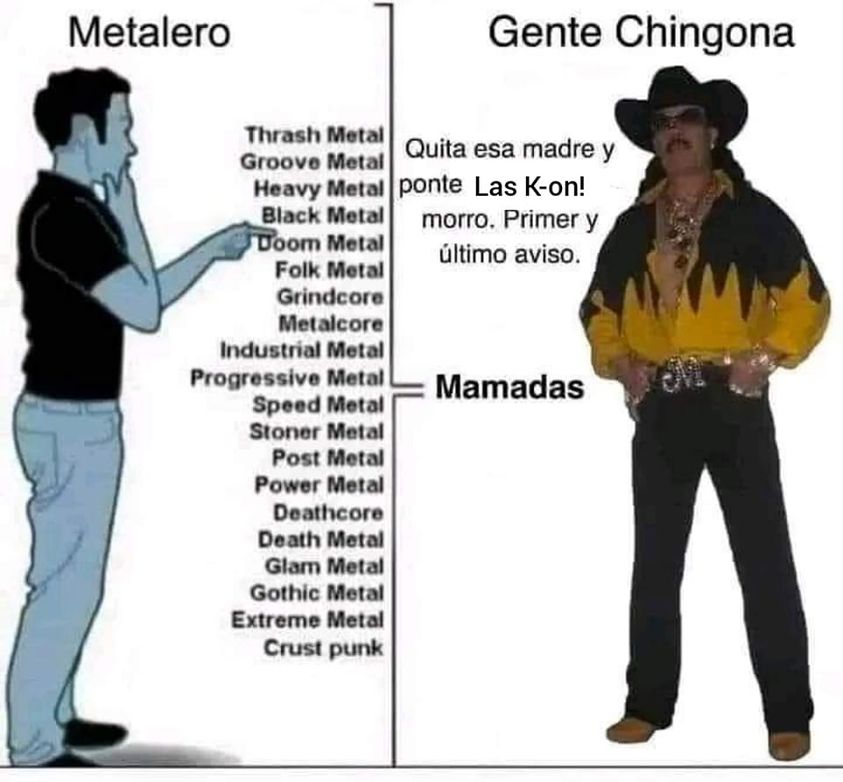 Metalero
Thrash Metal
Groove Metal
Heavy Metal
Black Metal
Doom Metal
Folk Metal
Grindcore
Metalcore
Industrial Metal
Progressive Metal
Speed Metal
Stoner Metal
Post Metal
Power Metal
Deathcore
Death Metal
Glam Metal
Gothic Metal
Extreme Metal
Crust punk
Gente Chingona
Quita esa madre y
ponte Las K-on!
morro. Primer y
último aviso.
Mamadas
M